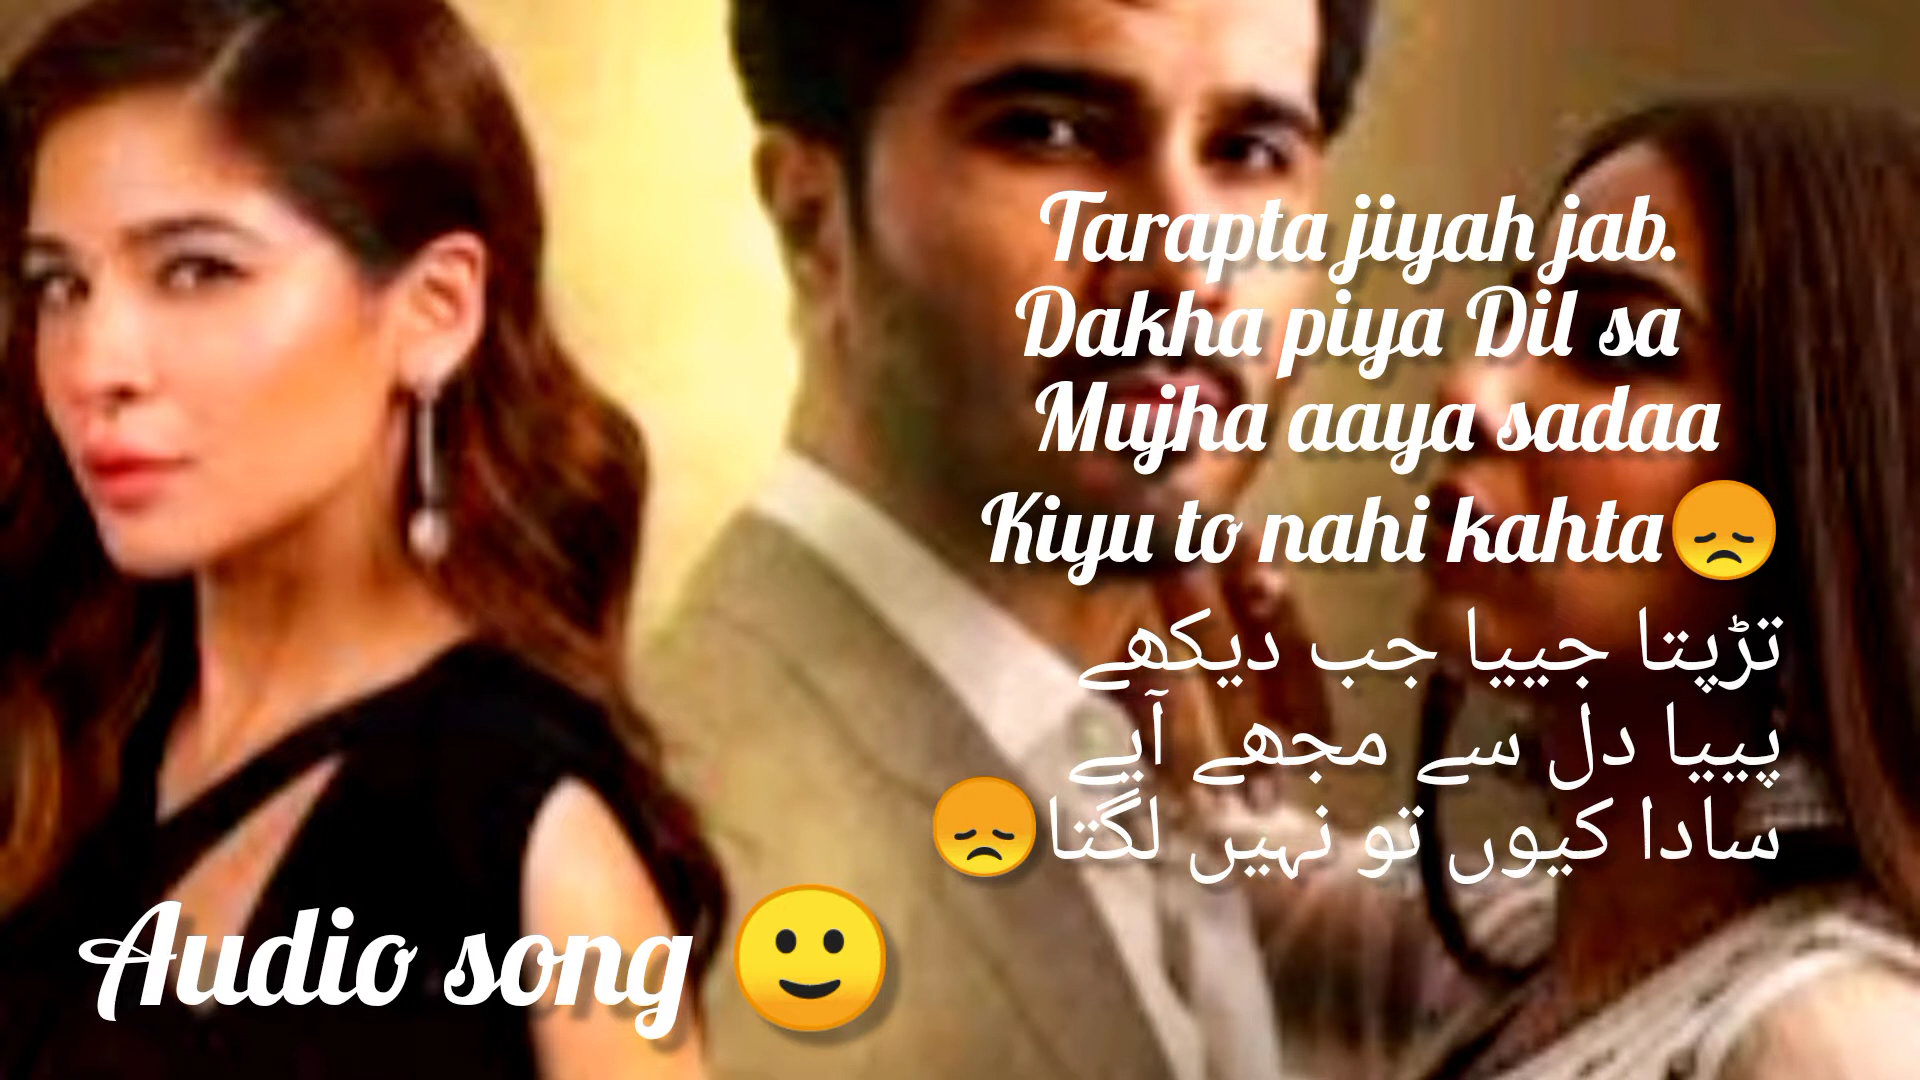 Tarapta jiyah jab.
Dakha piya Dil sa
Mujha aaya sadaa
Kiyu to nahi kahta😞
تڑپتا جییا جب دیکھے
پییا دل سے مجھے آیے
سادا کیوں تو نہیں لگتا😞
Audio song 🙂